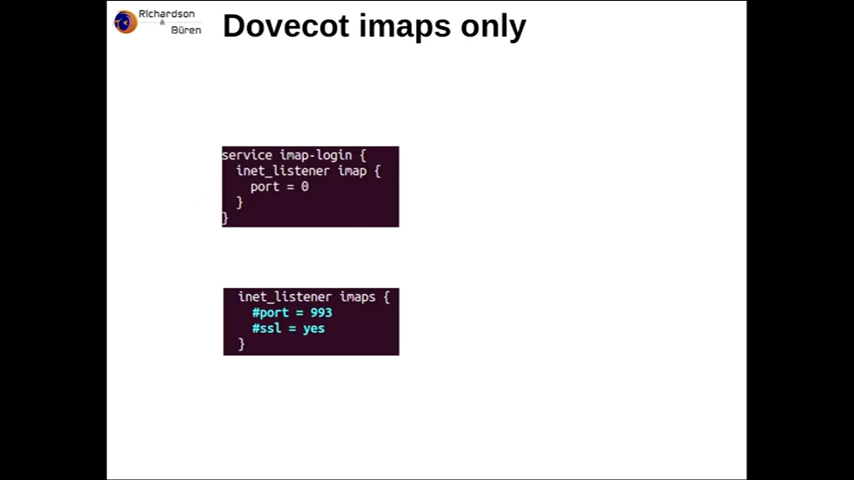 Richardson
&
Büren
Dovecot imaps only
service imap-login {
inet_listener imap {
port = 0
}
}
inet_listener imaps {
#port = 993
#ssl = yes
}